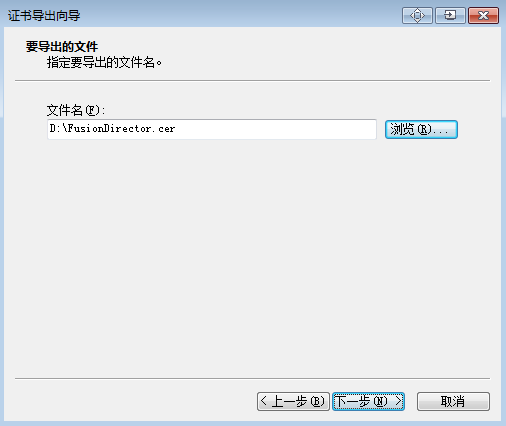 证书导出向导
要导出的文件
指定要导出的文件名。
文件名(F):
D:\FusionDirector.cer
浏览(R)...
< 上一步(B)
下一步(N) >
取消